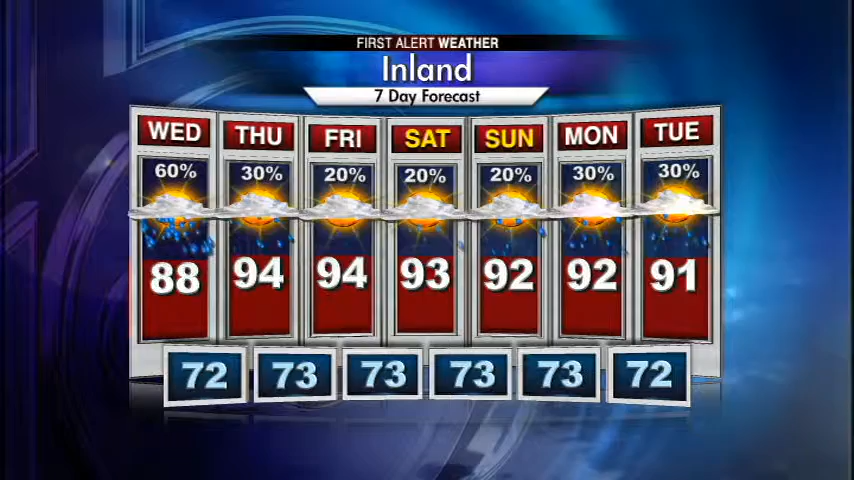 FIRST ALERT WEATHER
Inland
7 Day Forecast
WED THU FRI SAT SUN MON TUE
60% 30% 20% 20% 20% 30% 30%
88 94 94 93 92 92 91
72 73 73 73 73 72